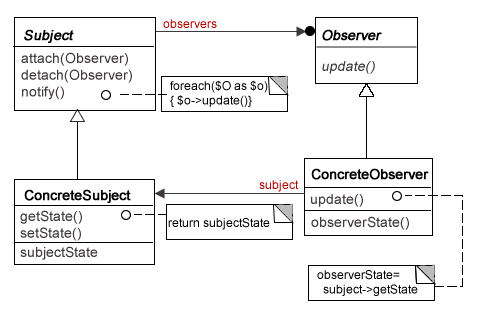 Subject
observers
Observer
attach(Observer)
detach(Observer)
notify()
update()
foreach($O as $o)
{ $o->update()}
ConcreteSubject
subject
ConcreteObserver
getState()
setState()
return subjectState
update()
subjectState
observerState()
observerState=
subject->getState